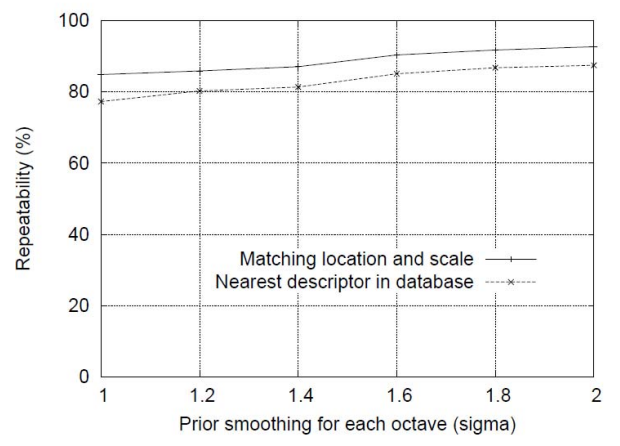 100
80
60
40
20
0
Repeatability (%)
Matching location and scale
Nearest descriptor in database
1 1.2 1.4 1.6 1.8 2
Prior smoothing for each octave (sigma)